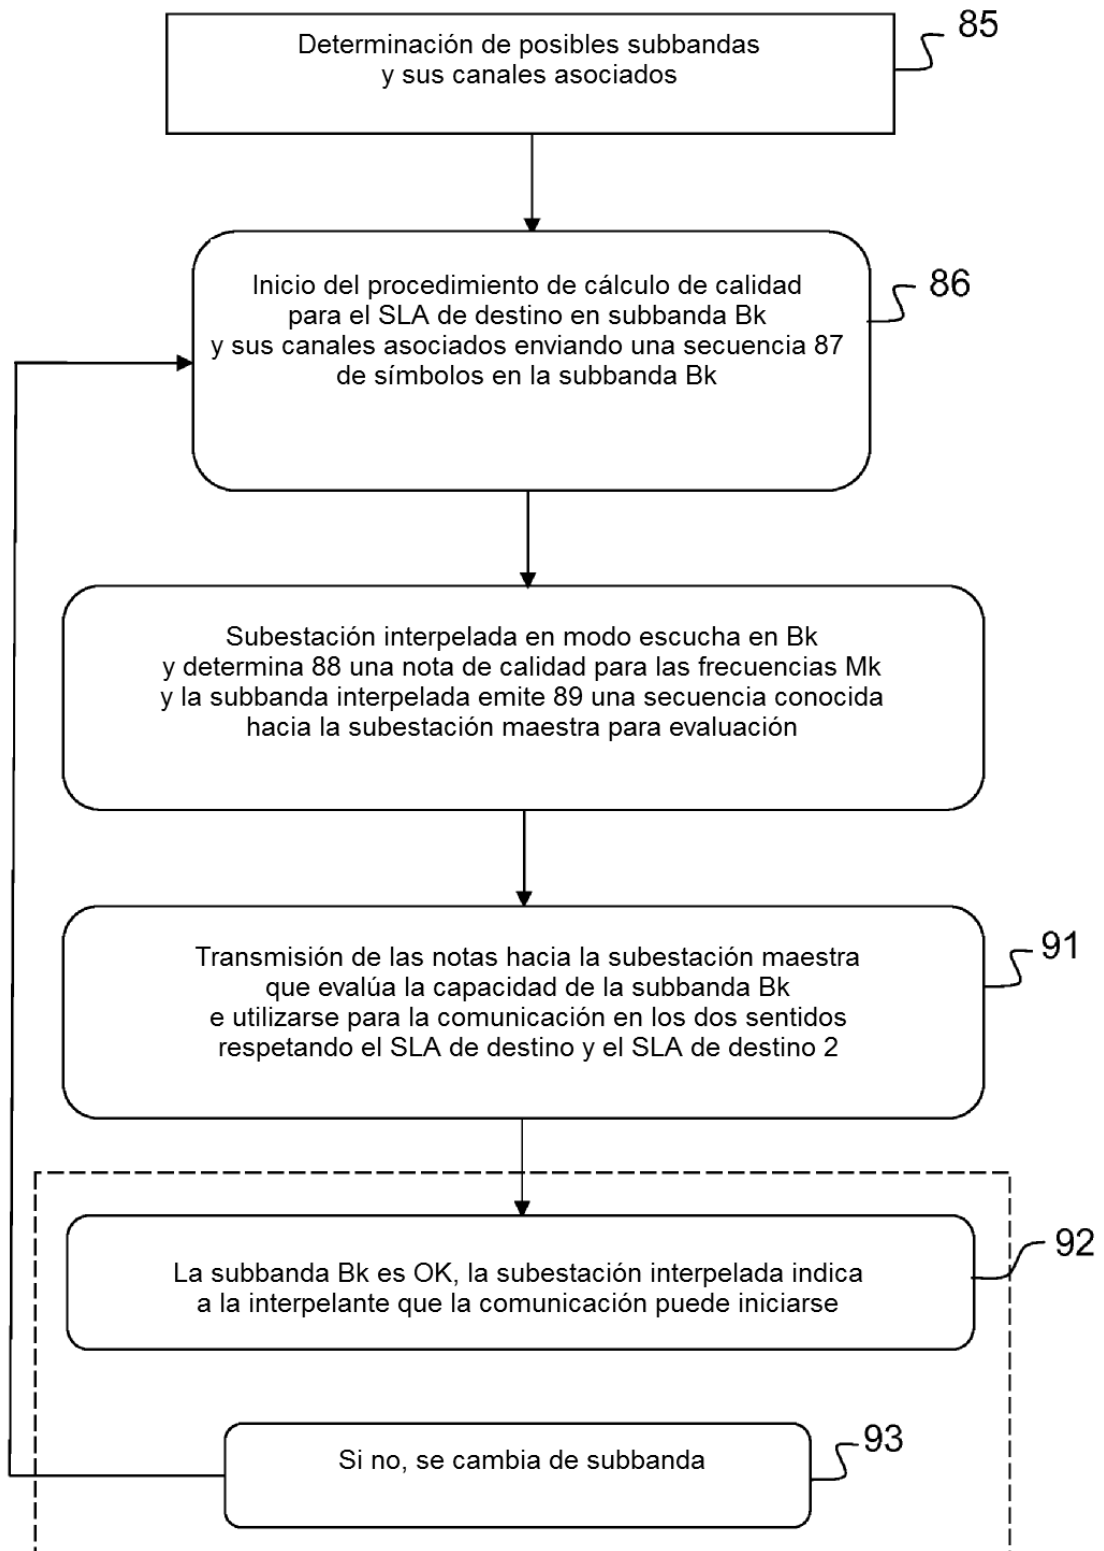 Determinación de posibles subbandas
y sus canales asociados
85
Inicio del procedimiento de cálculo de calidad
para el SLA de destino en subbanda Bk
y sus canales asociados enviando una secuencia 87
de símbolos en la subbanda Bk
86
Subestación interpelada en modo escucha en Bk
y determina 88 una nota de calidad para las frecuencias Mk
y la subbanda interpelada emite 89 una secuencia conocida
hacia la subestación maestra para evaluación
Transmisión de las notas hacia la subestación maestra
que evalúa la capacidad de la subbanda Bk
e utilizarse para la comunicación en los dos sentidos
respetando el SLA de destino y el SLA de destino 2
91
La subbanda Bk es OK, la subestación interpelada indica
a la interpelante que la comunicación puede iniciarse
92
Si no, se cambia de subbanda
93